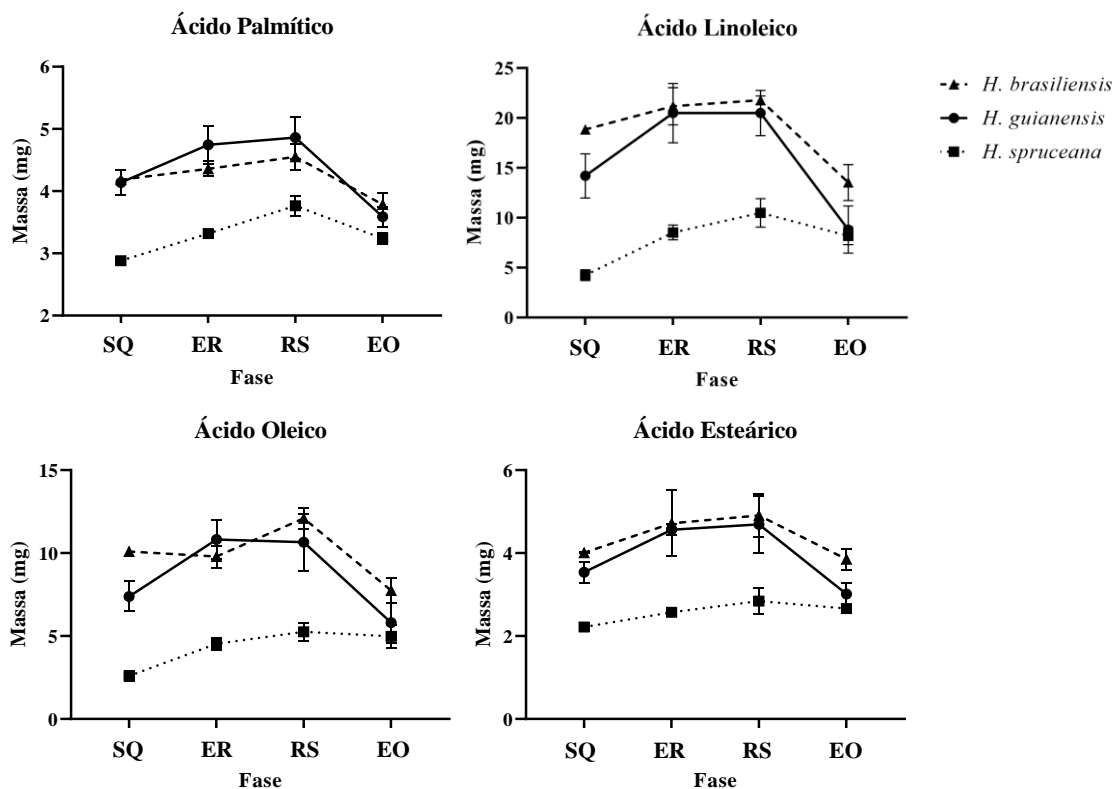 Ácido Palmítico
6
5
4
3
2
Massa (mg)
SQ ER RS EO
Fase
Ácido Linoleico
25
20
15
10
5
0
Massa (mg)
SQ ER RS EO
Fase
H. brasiliensis
H. guianensis
H. spruceana
Ácido Oleico
15
10
5
0
Massa (mg)
SQ ER RS EO
Fase
Ácido Esteárico
6
4
2
0
Massa (mg)
SQ ER RS EO
Fase